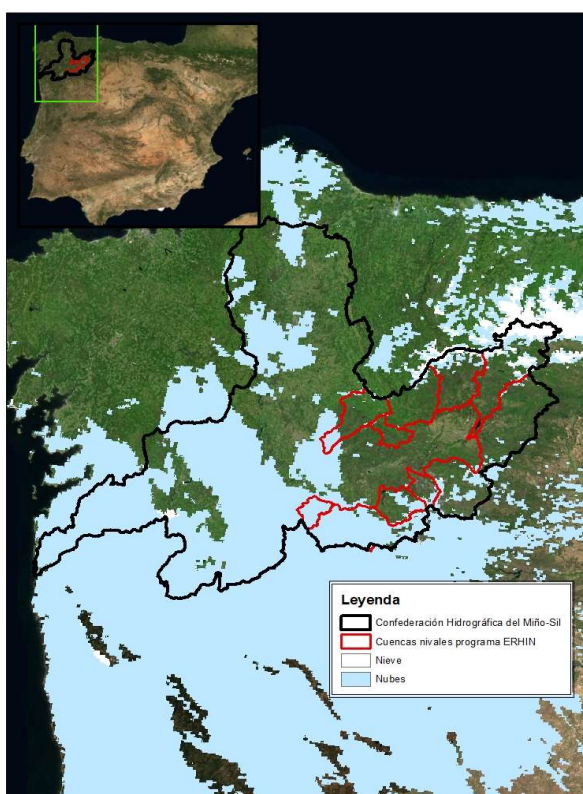 Leyenda
Confederación Hidrográfica del Miño-Sil
Cuencas nivales programa ERHIN
Nieve
Nubes